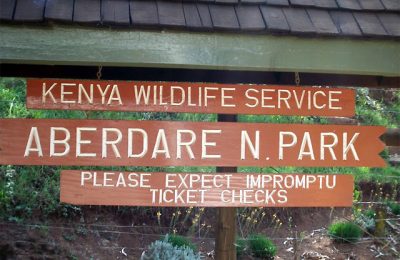 KENYA WILDLIFE SERVICE
ABERDARE N. PARK
PLEASE EXPECT IMPROMPTU
TICKET CHECKS